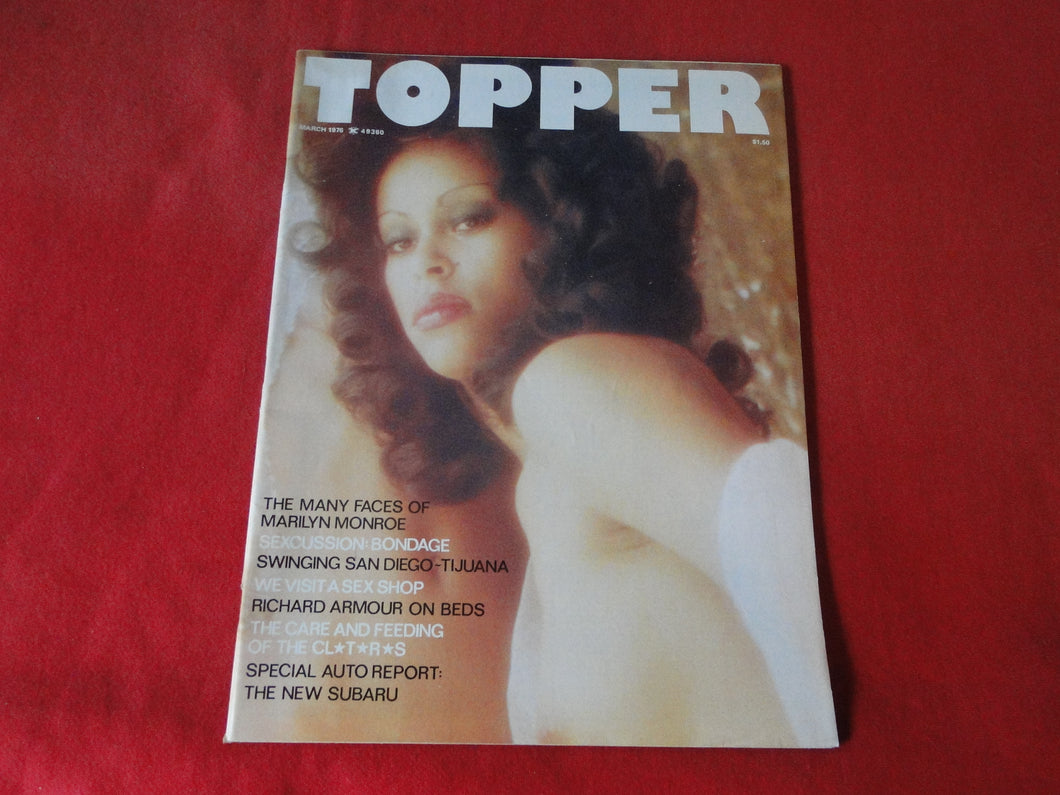 TOPPER
MARCH 1976 49380
$1.50
THE MANY FACES OF
MARILYN MONROE
SEXCUSSION: BONDAGE
SWINGING SAN DIEGO-TIJUANA
WE VISIT A SEX SHOP
RICHARD ARMOUR ON BEDS
THE CARE AND FEEDING
OF THE CL★T★R★S
SPECIAL AUTO REPORT:
THE NEW SUBARU